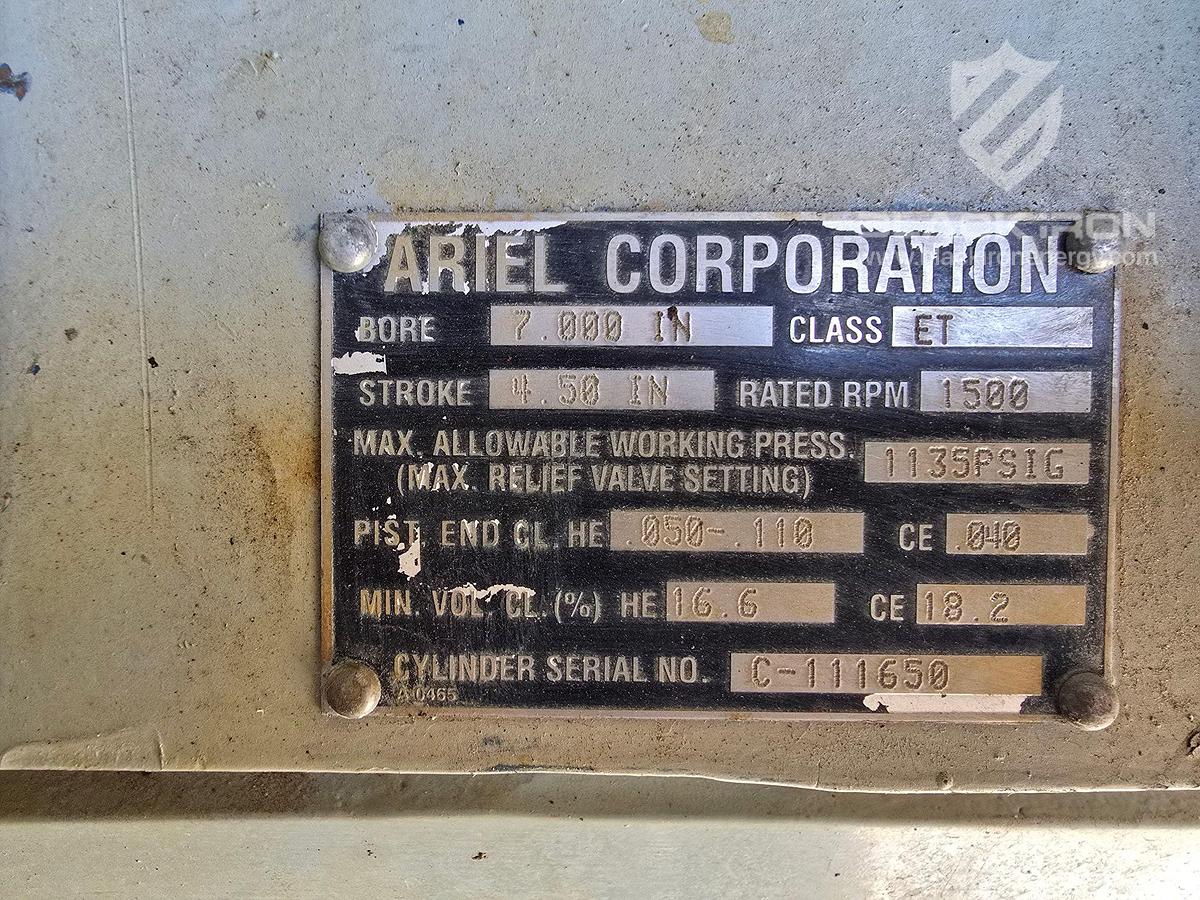 ARIEL CORPORATION
BORE 7.000 IN CLASS ET
STROKE 4.50 IN RATED RPM 1500
MAX. ALLOWABLE WORKING PRESS. 1135PSIG
(MAX. RELIEF VALVE SETTING)
PIST. END CL. HE .050-.110 CE .040
MIN. VOL. CL. (%) HE 16.6 CE 18.2
CYLINDER SERIAL NO. C-111650
A-0465